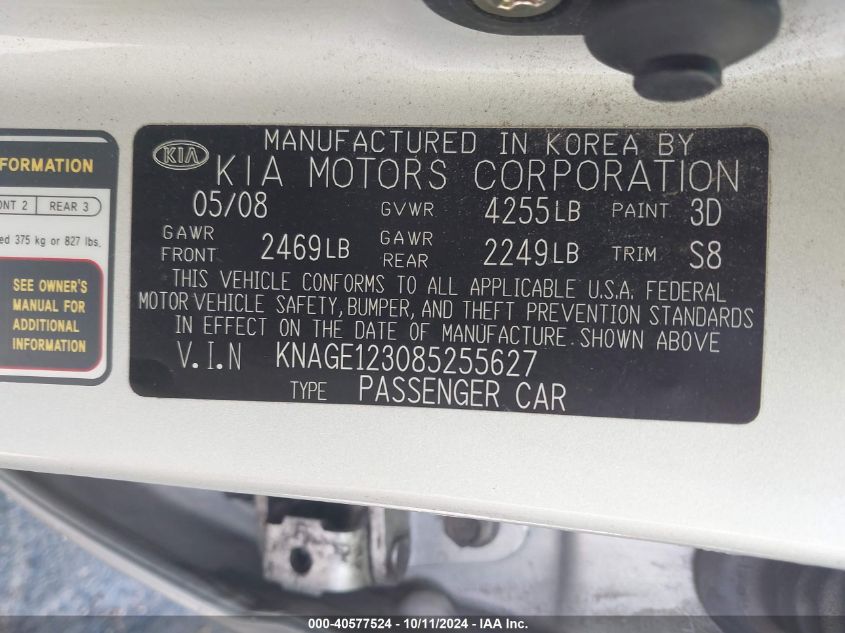 MANUFACTURED IN KOREA BY
KIA
KIA MOTORS CORPORATION
05/08 GVWR 4255LB PAINT 3D
GAWR FRONT 2469LB GAWR REAR 2249LB TRIM S8
THIS VEHICLE CONFORMS TO ALL APPLICABLE U.S.A. FEDERAL
MOTOR VEHICLE SAFETY, BUMPER, AND THEFT PREVENTION STANDARDS
IN EFFECT ON THE DATE OF MANUFACTURE SHOWN ABOVE
V.I.N KNAGE123085255627
TYPE PASSENGER CAR
FORMATION
NT 2 REAR 3
ed 375 kg or 827 lbs.
SEE OWNER'S
MANUAL FOR
ADDITIONAL
INFORMATION
000-40577524 - 10/11/2024 - IAA Inc.